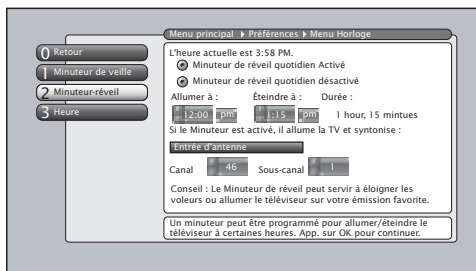 Menu principal ▸ Préférences ▸ Menu Horloge
0 Retour
1 Minuteur de veille
2 Minuteur-réveil
3 Heure
L'heure actuelle est 3:58 PM.
Minuteur de réveil quotidien Activé
Minuteur de réveil quotidien désactivé
Allumer à : Éteindre à : Durée :
12:00 pm 1:15 pm 1 hour, 15 mintues
Si le Minuteur est activé, il allume la TV et syntonise :
Entrée d'antenne
Canal 46 Sous-canal 1
Conseil : Le Minuteur de réveil peut servir à éloigner les
voleurs ou allumer le téléviseur sur votre émission favorite.
Un minuteur peut être programmé pour allumer/éteindre le
téléviseur à certaines heures. App. sur OK pour continuer.